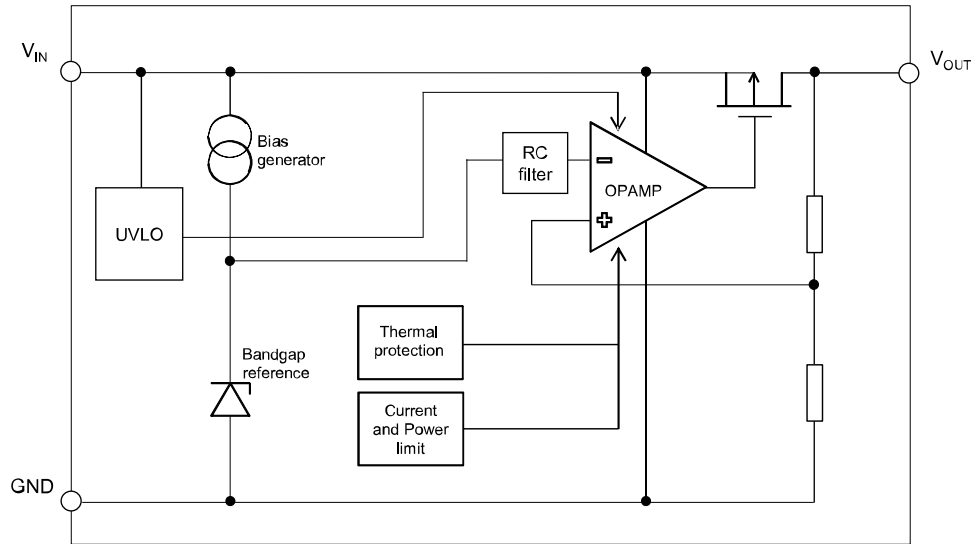 VIN
VOUT
Bias
generator
RC
filter
OPAMP
UVLO
Thermal
protection
Bandgap
reference
Current
and Power
limit
GND